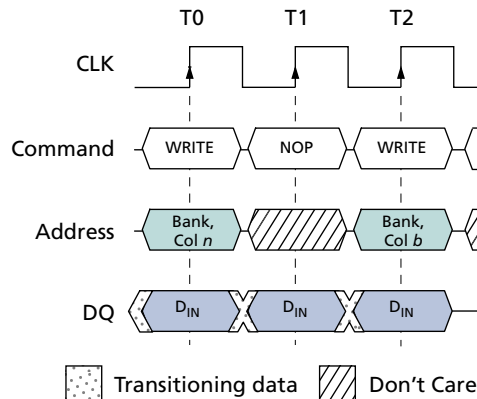 T0 T1 T2
CLK
Command WRITE NOP WRITE
Address Bank, Col n Bank, Col b
DQ DIN DIN DIN
Transitioning data Don't Care